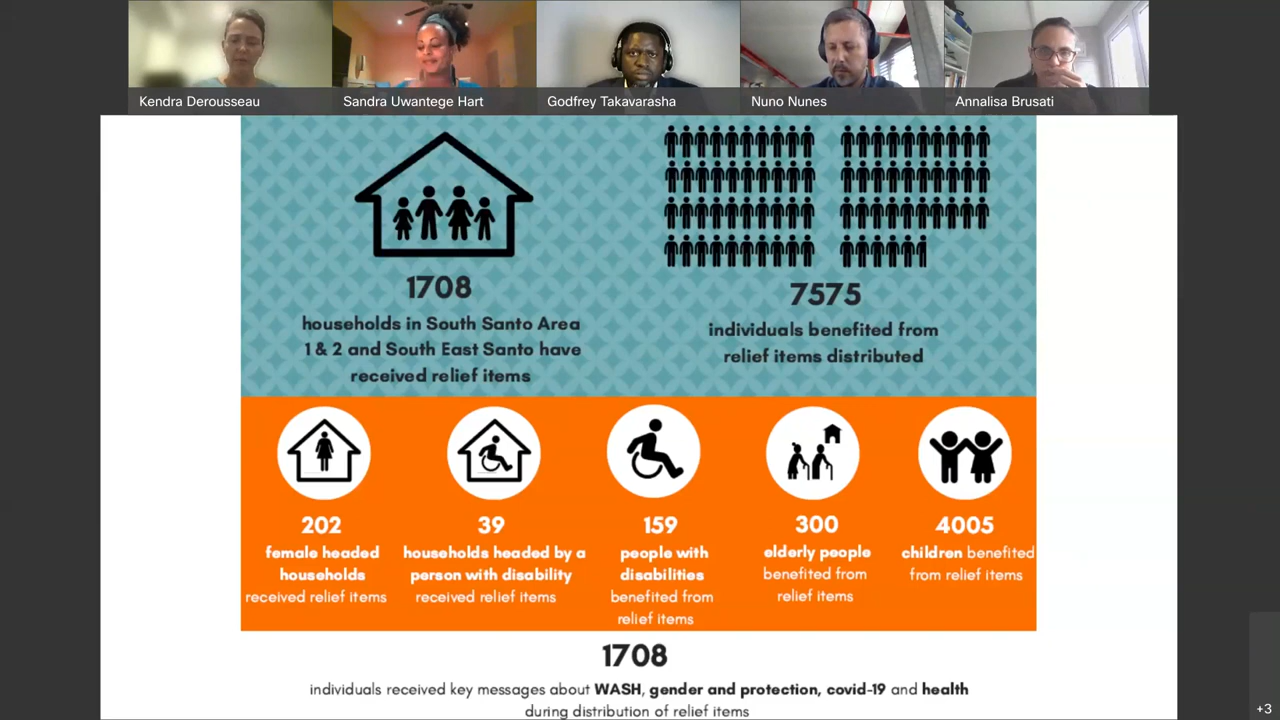 Kendra Derousseau
Sandra Uwantege Hart
Godfrey Takavarasha
Nuno Nunes
Annalisa Brusati
1708
households in South Santo Area
1 & 2 and South East Santo have
received relief items
7575
individuals benefited from
relief items distributed
202
female headed
households
received relief items
39
households headed by a
person with disability
received relief items
159
people with
disabilities
benefited from
relief items
300
elderly people
benefited from
relief items
4005
children benefited
from relief items
1708
individuals received key messages about WASH, gender and protection, covid-19 and health
during distribution of relief items
+3